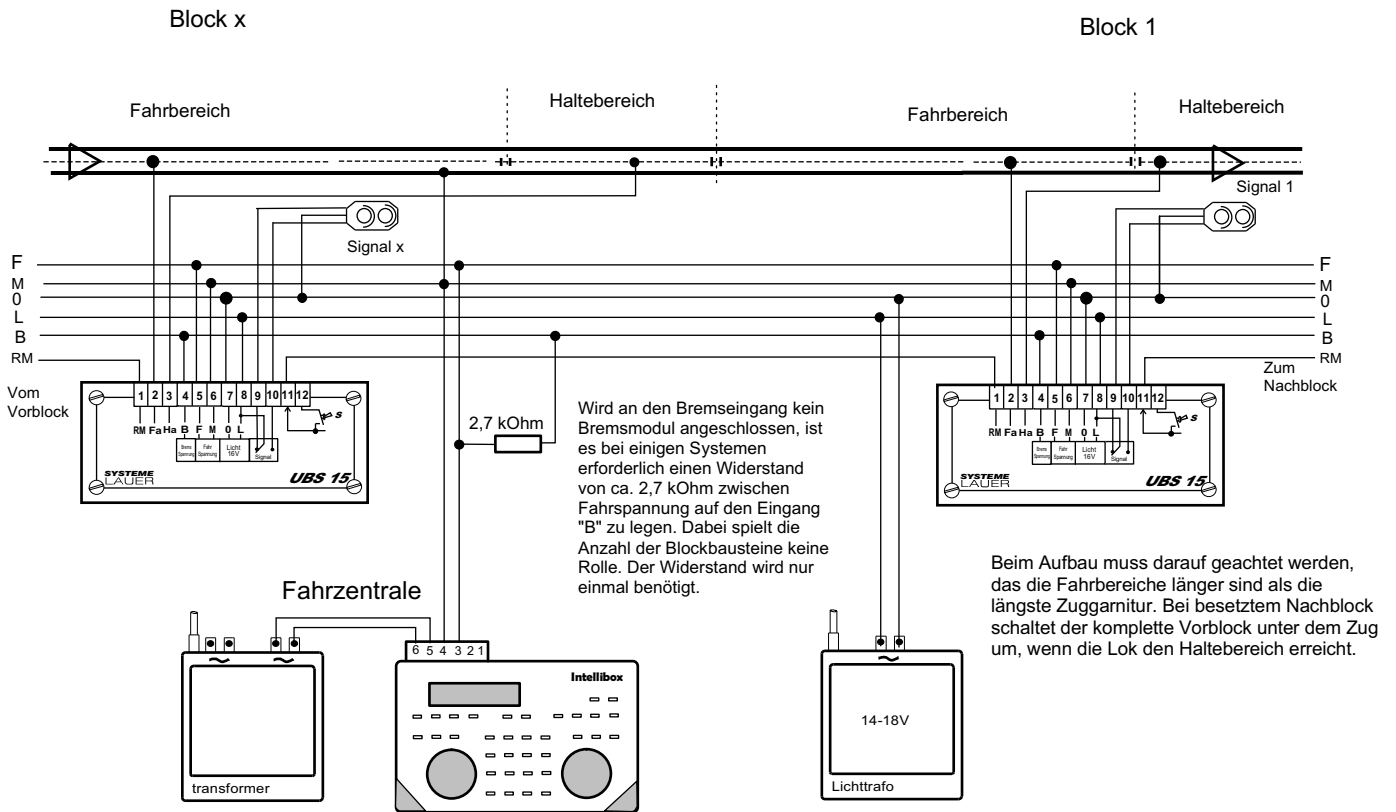 Block x
Block 1
Fahrbereich
Haltebereich
Fahrbereich
Haltebereich
Signal x
Signal 1
F
M
0
L
B
RM
F
M
0
L
B
RM
Vom
Vorblock
Zum
Nachblock
1 2 3 4 5 6 7 8 9 10 11 12
RM Fa Ha B F M 0 L
S
Brems
Spannung
Fahr
Spannung
Licht
16V
Signal
SYSTEME
LAUER
UBS 15
1 2 3 4 5 6 7 8 9 10 11 12
RM Fa Ha B F M 0 L
S
Brems
Spannung
Fahr
Spannung
Licht
16V
Signal
SYSTEME
LAUER
UBS 15
2,7 kOhm
Wird an den Bremseingang kein
Bremsmodul angeschlossen, ist
es bei einigen Systemen
erforderlich einen Widerstand
von ca. 2,7 kOhm zwischen
Fahrspannung auf den Eingang
"B" zu legen. Dabei spielt die
Anzahl der Blockbausteine keine
Rolle. Der Widerstand wird nur
einmal benötigt.
Beim Aufbau muss darauf geachtet werden,
das die Fahrbereiche länger sind als die
längste Zuggarnitur. Bei besetztem Nachblock
schaltet der komplette Vorblock unter dem Zug
um, wenn die Lok den Haltebereich erreicht.
Fahrzentrale
~ ~
transformer
6 5 4 3 2 1
Intellibox
~
14-18V
Lichttrafo